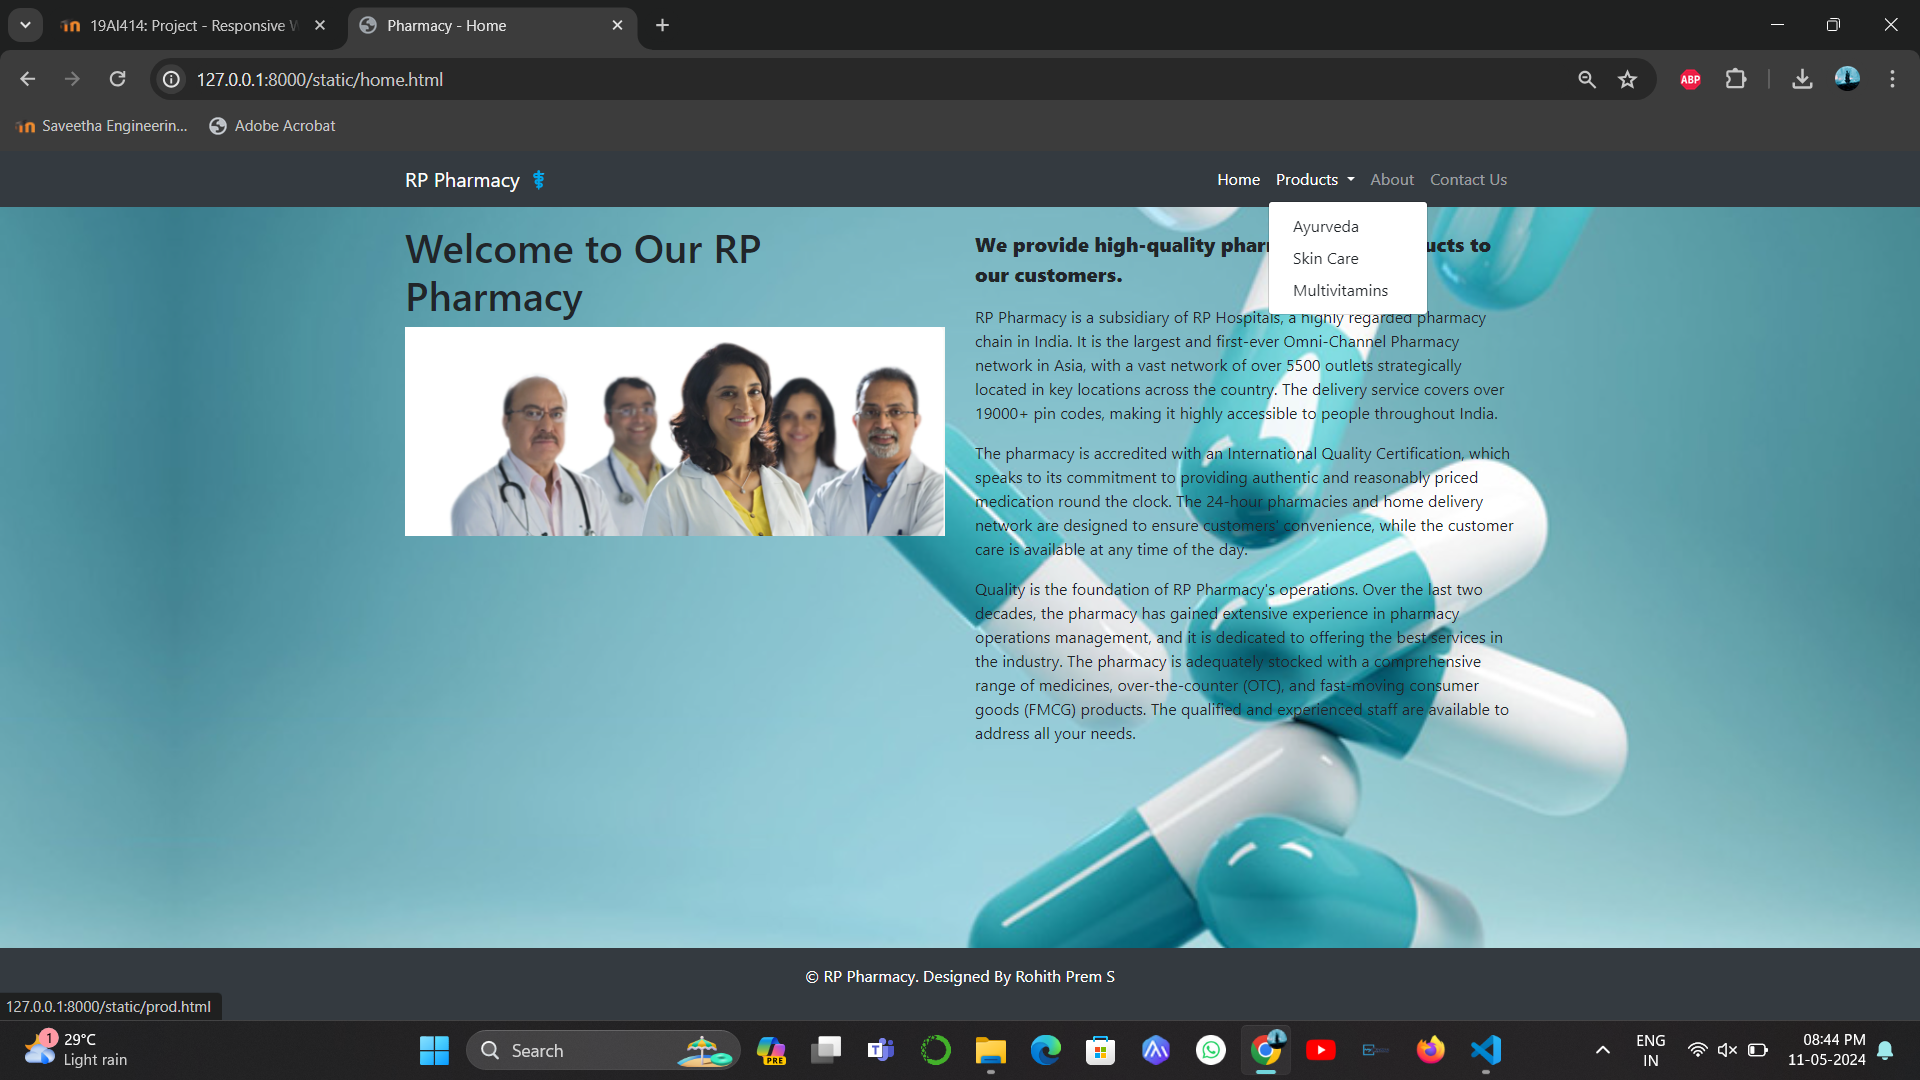 19AI414: Project - Responsive W
Pharmacy - Home
127.0.0.1:8000/static/home.html
ABP
Saveetha Engineerin...
Adobe Acrobat
RP Pharmacy
Home
Products
About
Contact Us
Ayurveda
Skin Care
Multivitamins
Welcome to Our RP
Pharmacy
We provide high-quality phar
ucts to
our customers.
RP Pharmacy is a subsidiary of RP Hospitals, a highly regarded pharmacy
chain in India. It is the largest and first-ever Omni-Channel Pharmacy
network in Asia, with a vast network of over 5500 outlets strategically
located in key locations across the country. The delivery service covers over
19000+ pin codes, making it highly accessible to people throughout India.
The pharmacy is accredited with an International Quality Certification, which
speaks to its commitment to providing authentic and reasonably priced
medication round the clock. The 24-hour pharmacies and home delivery
network are designed to ensure customers' convenience, while the customer
care is available at any time of the day.
Quality is the foundation of RP Pharmacy's operations. Over the last two
decades, the pharmacy has gained extensive experience in pharmacy
operations management, and it is dedicated to offering the best services in
the industry. The pharmacy is adequately stocked with a comprehensive
range of medicines, over-the-counter (OTC), and fast-moving consumer
goods (FMCG) products. The qualified and experienced staff are available to
address all your needs.
© RP Pharmacy. Designed By Rohith Prem S
127.0.0.1:8000/static/prod.html
1
29°C
Light rain
Search
PRE
ENG
IN
08:44 PM
11-05-2024